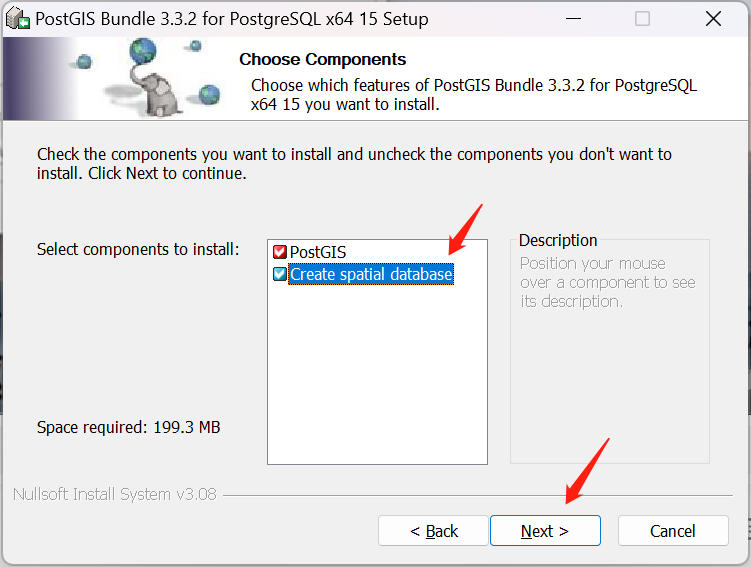 PostGIS Bundle 3.3.2 for PostgreSQL x64 15 Setup
Choose Components
Choose which features of PostGIS Bundle 3.3.2 for PostgreSQL
x64 15 you want to install.
Check the components you want to install and uncheck the components you don't want to
install. Click Next to continue.
Select components to install:
PostGIS
Create spatial database
Description
Position your mouse
over a component to see
its description.
Space required: 199.3 MB
Nullsoft Install System v3.08
< Back
Next >
Cancel